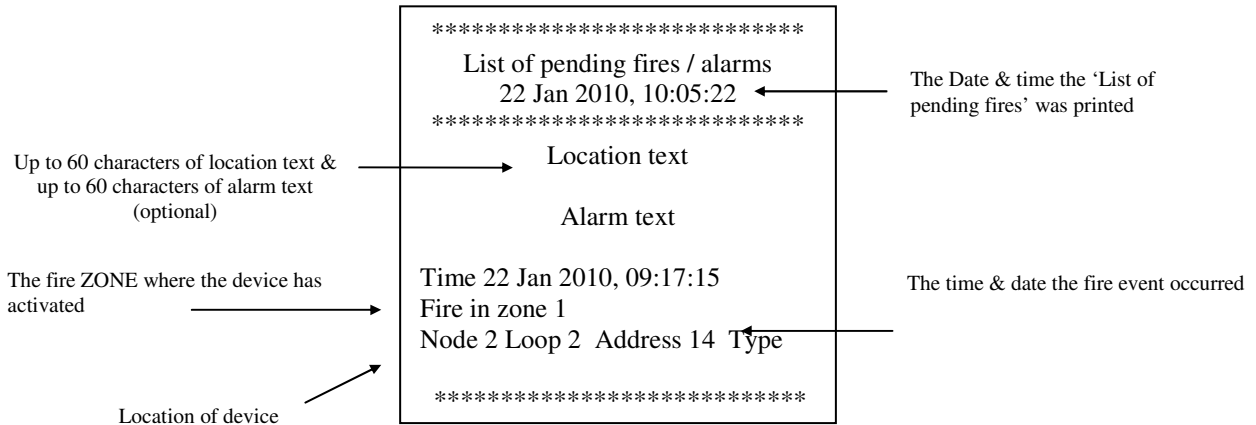 ****************************
List of pending fires / alarms
22 Jan 2010, 10:05:22
****************************
Location text
Alarm text
Time 22 Jan 2010, 09:17:15
Fire in zone 1
Node 2 Loop 2 Address 14 Type
****************************
Up to 60 characters of location text &
up to 60 characters of alarm text
(optional)
The fire ZONE where the device has
activated
Location of device
The Date & time the ‘List of
pending fires’ was printed
The time & date the fire event occurred